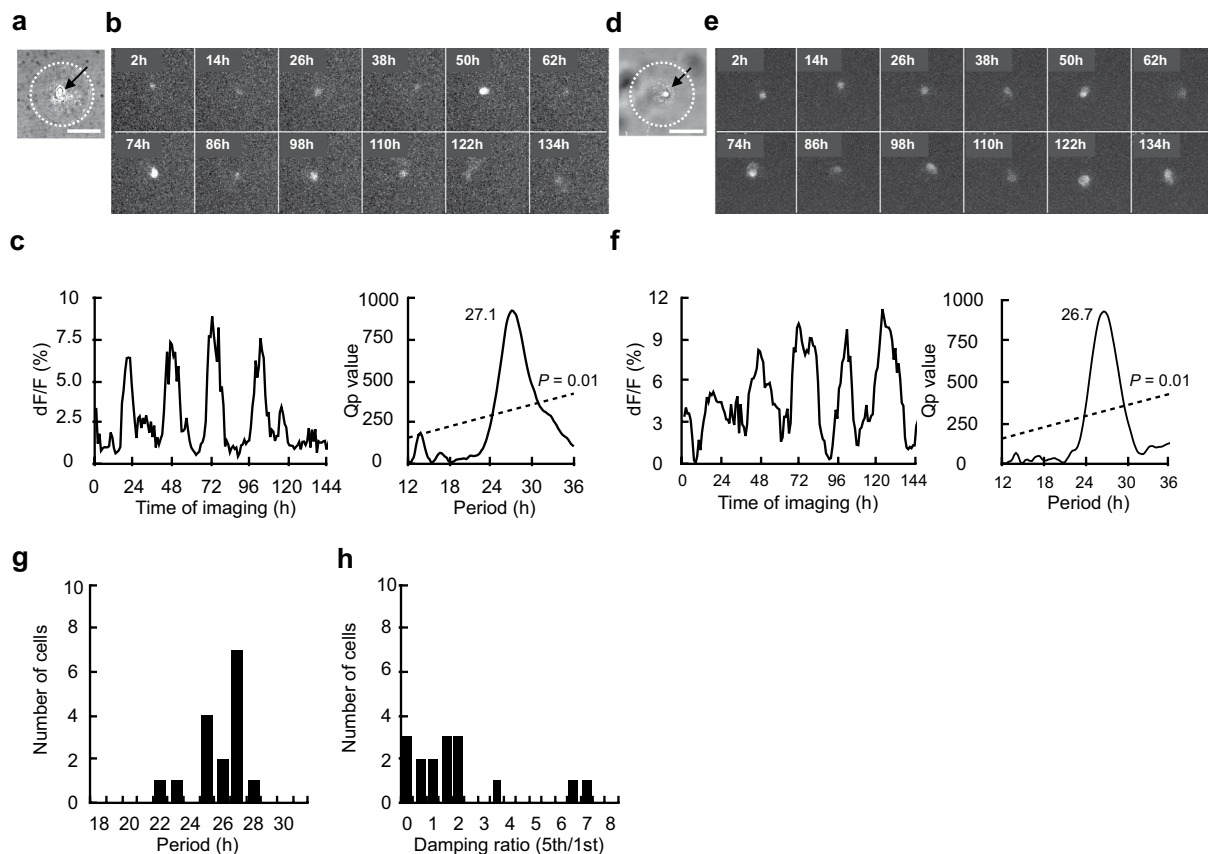 a
b
d
e
2h 14h 26h 38h 50h 62h
74h 86h 98h 110h 122h 134h
2h 14h 26h 38h 50h 62h
74h 86h 98h 110h 122h 134h
c
dF/F (%)
10
7.5
5.0
2.5
0
0 24 48 72 96 120 144
Time of imaging (h)
Qp value
1000
750
500
250
0
27.1
P = 0.01
12 18 24 30 36
Period (h)
f
dF/F (%)
12
9
6
3
0
0 24 48 72 96 120 144
Time of imaging (h)
Qp value
1000
750
500
250
0
26.7
P = 0.01
12 18 24 30 36
Period (h)
g
Number of cells
10
8
6
4
2
0
18 20 22 24 26 28 30
Period (h)
h
Number of cells
10
8
6
4
2
0
0 1 2 3 4 5 6 7 8
Damping ratio (5th/1st)